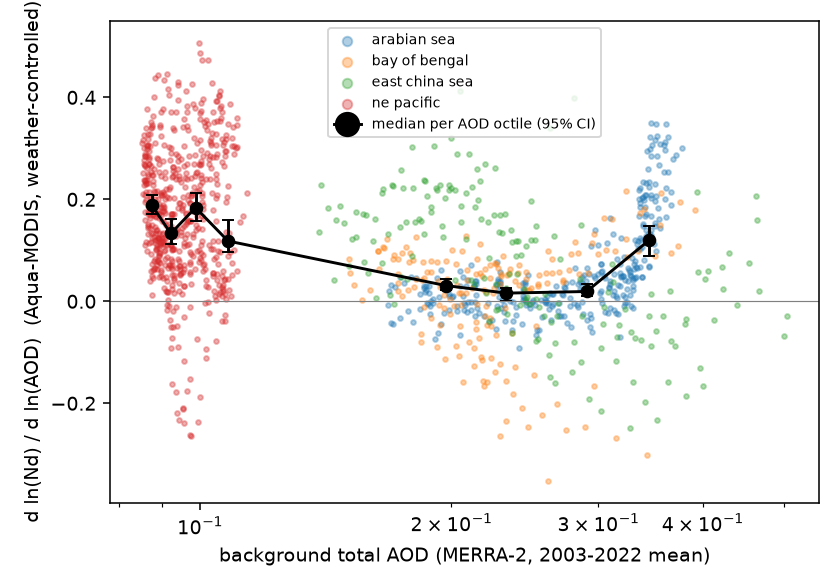 d ln(Nd) / d ln(AOD)   (Aqua-MODIS, weather-controlled)
0.4
0.2
0.0
−0.2
arabian sea
bay of bengal
east china sea
ne pacific
median per AOD octile (95% CI)
10⁻¹
2 × 10⁻¹
3 × 10⁻¹
4 × 10⁻¹
background total AOD (MERRA-2, 2003-2022 mean)